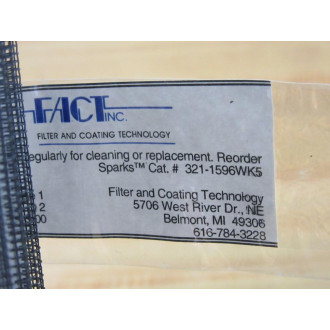 FACT INC.
FILTER AND COATING TECHNOLOGY
egularly for cleaning or replacement. Reorder
Sparks™ Cat. # 321-1596WK5
1 Filter and Coating Technology
2 5706 West River Dr., NE
00 Belmont, MI 49306
616-784-3228